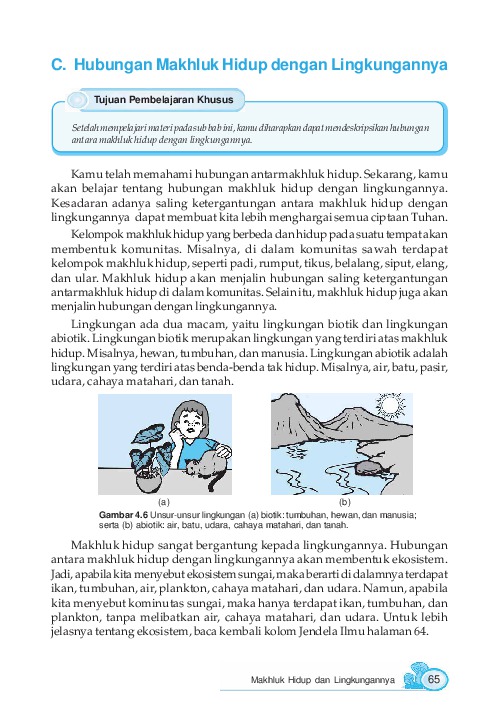 C. Hubungan Makhluk Hidup dengan Lingkungannya
Tujuan Pembelajaran Khusus
Setelah mempelajari materi pada sub bab ini, kamu diharapkan dapat mendeskripsikan hubungan
antara makhluk hidup dengan lingkungannya.
Kamu telah memahami hubungan antarmakhluk hidup. Sekarang, kamu
akan belajar tentang hubungan makhluk hidup dengan lingkungannya.
Kesadaran adanya saling ketergantungan antara makhluk hidup dengan
lingkungannya dapat membuat kita lebih menghargai semua ciptaan Tuhan.
Kelompok makhluk hidup yang berbeda dan hidup pada suatu tempat akan
membentuk komunitas. Misalnya, di dalam komunitas sawah terdapat
kelompok makhluk hidup, seperti padi, rumput, tikus, belalang, siput, elang,
dan ular. Makhluk hidup akan menjalin hubungan saling ketergantungan
antarmakhluk hidup di dalam komunitas. Selain itu, makhluk hidup juga akan
menjalin hubungan dengan lingkungannya.
Lingkungan ada dua macam, yaitu lingkungan biotik dan lingkungan
abiotik. Lingkungan biotik merupakan lingkungan yang terdiri atas makhluk
hidup. Misalnya, hewan, tumbuhan, dan manusia. Lingkungan abiotik adalah
lingkungan yang terdiri atas benda-benda tak hidup. Misalnya, air, batu, pasir,
udara, cahaya matahari, dan tanah.
(a) (b)
Gambar 4.6 Unsur-unsur lingkungan (a) biotik: tumbuhan, hewan, dan manusia;
serta (b) abiotik: air, batu, udara, cahaya matahari, dan tanah.
Makhluk hidup sangat bergantung kepada lingkungannya. Hubungan
antara makhluk hidup dengan lingkungannya akan membentuk ekosistem.
Jadi, apabila kita menyebut ekosistem sungai, maka berarti di dalamnya terdapat
ikan, tumbuhan, air, plankton, cahaya matahari, dan udara. Namun, apabila
kita menyebut kominutas sungai, maka hanya terdapat ikan, tumbuhan, dan
plankton, tanpa melibatkan air, cahaya matahari, dan udara. Untuk lebih
jelasnya tentang ekosistem, baca kembali kolom Jendela Ilmu halaman 64.
Makhluk Hidup dan Lingkungannya 65